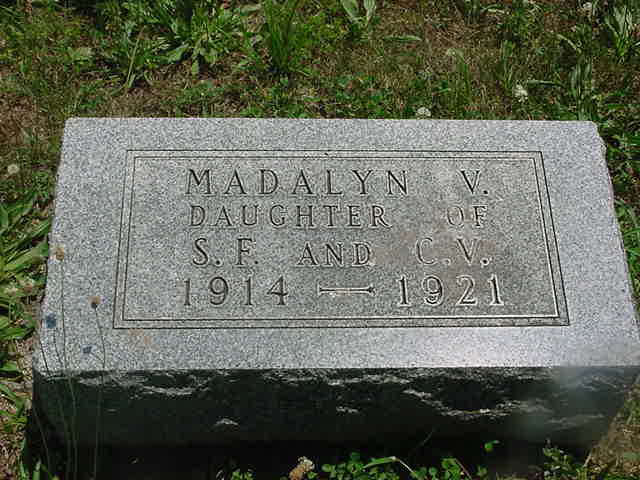 MADALYN V.
DAUGHTER OF
S.F. AND C.V.
1914 — 1921